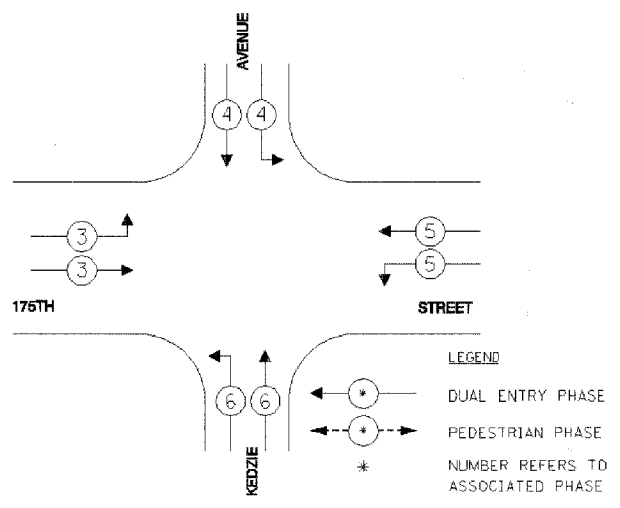 AVENUE
4 4
3
3
5
5
175TH STREET
6 6
KEDZIE
LEGEND
* DUAL ENTRY PHASE
* PEDESTRIAN PHASE
* NUMBER REFERS TO
ASSOCIATED PHASE